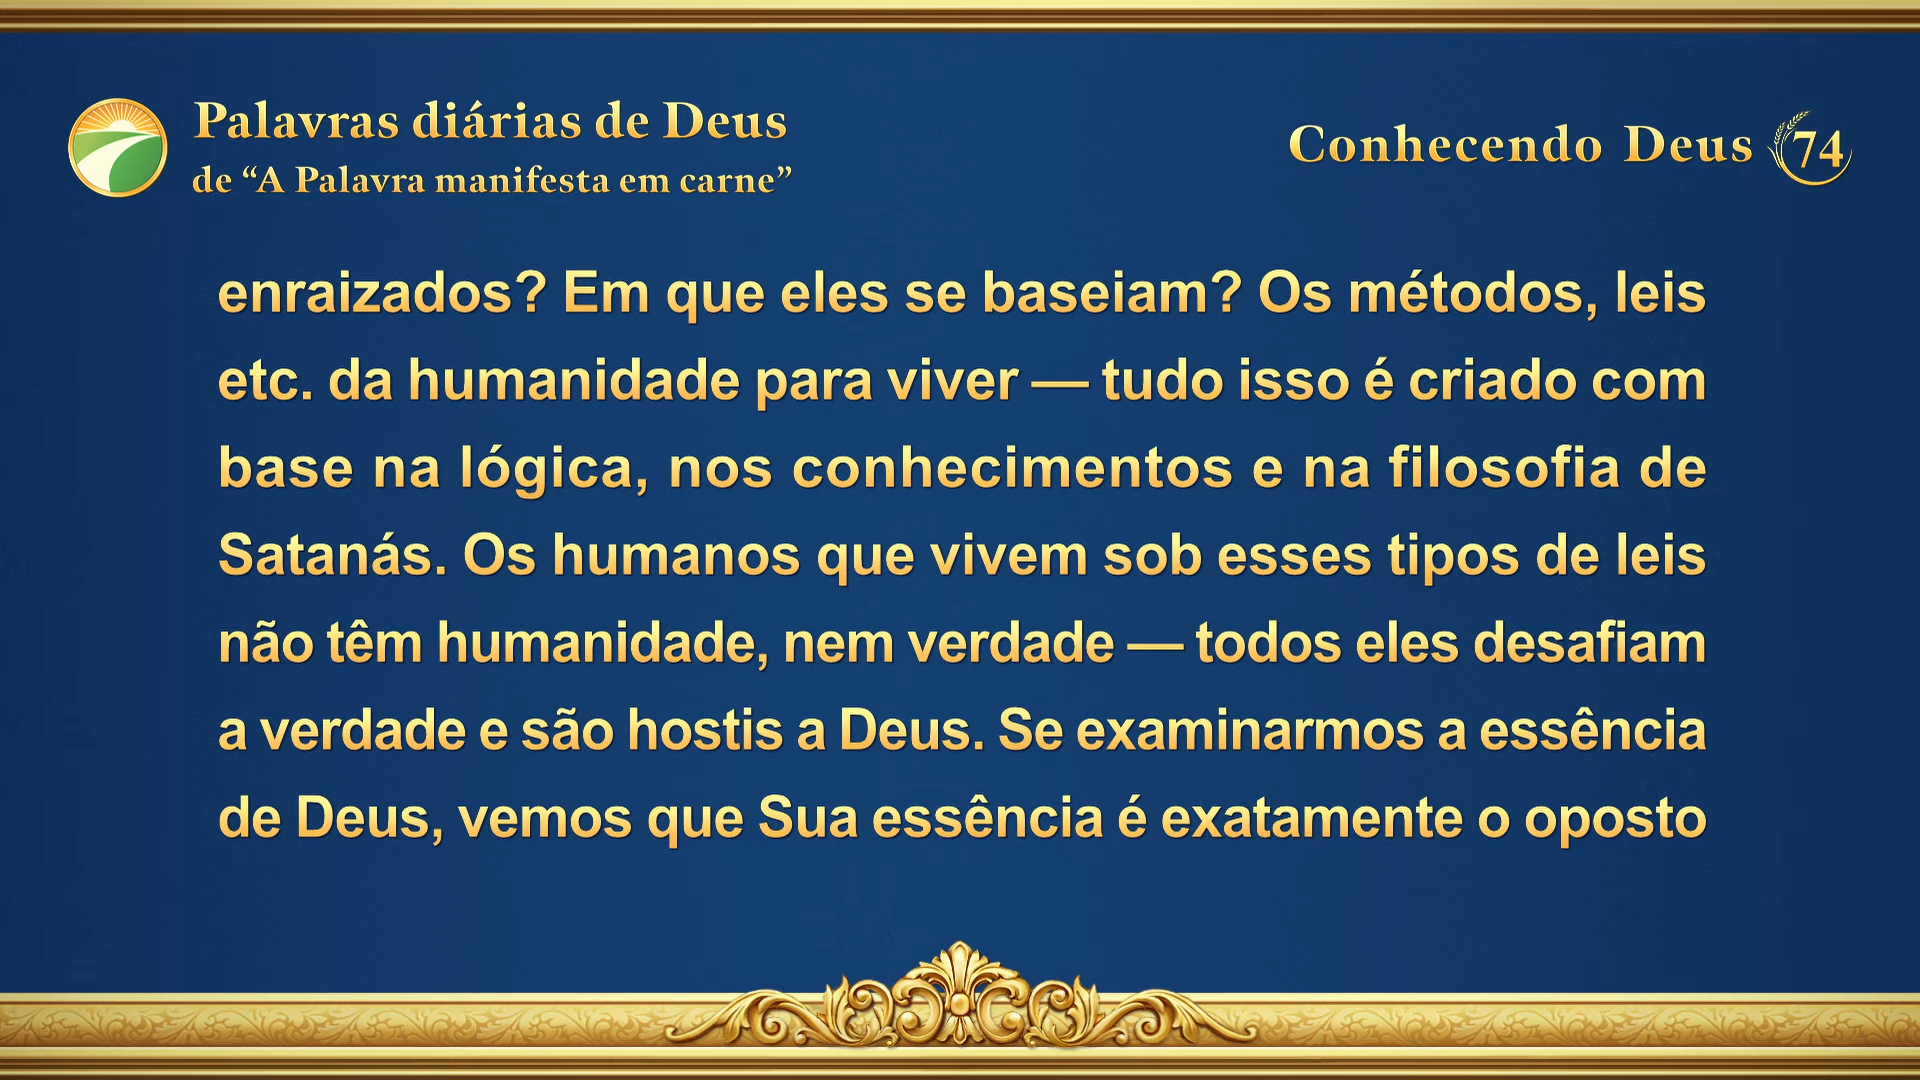 Palavras diárias de Deus
de “A Palavra manifesta em carne”
Conhecendo Deus 74
enraizados? Em que eles se baseiam? Os métodos, leis
etc. da humanidade para viver — tudo isso é criado com
base na lógica, nos conhecimentos e na filosofia de
Satanás. Os humanos que vivem sob esses tipos de leis
não têm humanidade, nem verdade — todos eles desafiam
a verdade e são hostis a Deus. Se examinarmos a essência
de Deus, vemos que Sua essência é exatamente o oposto